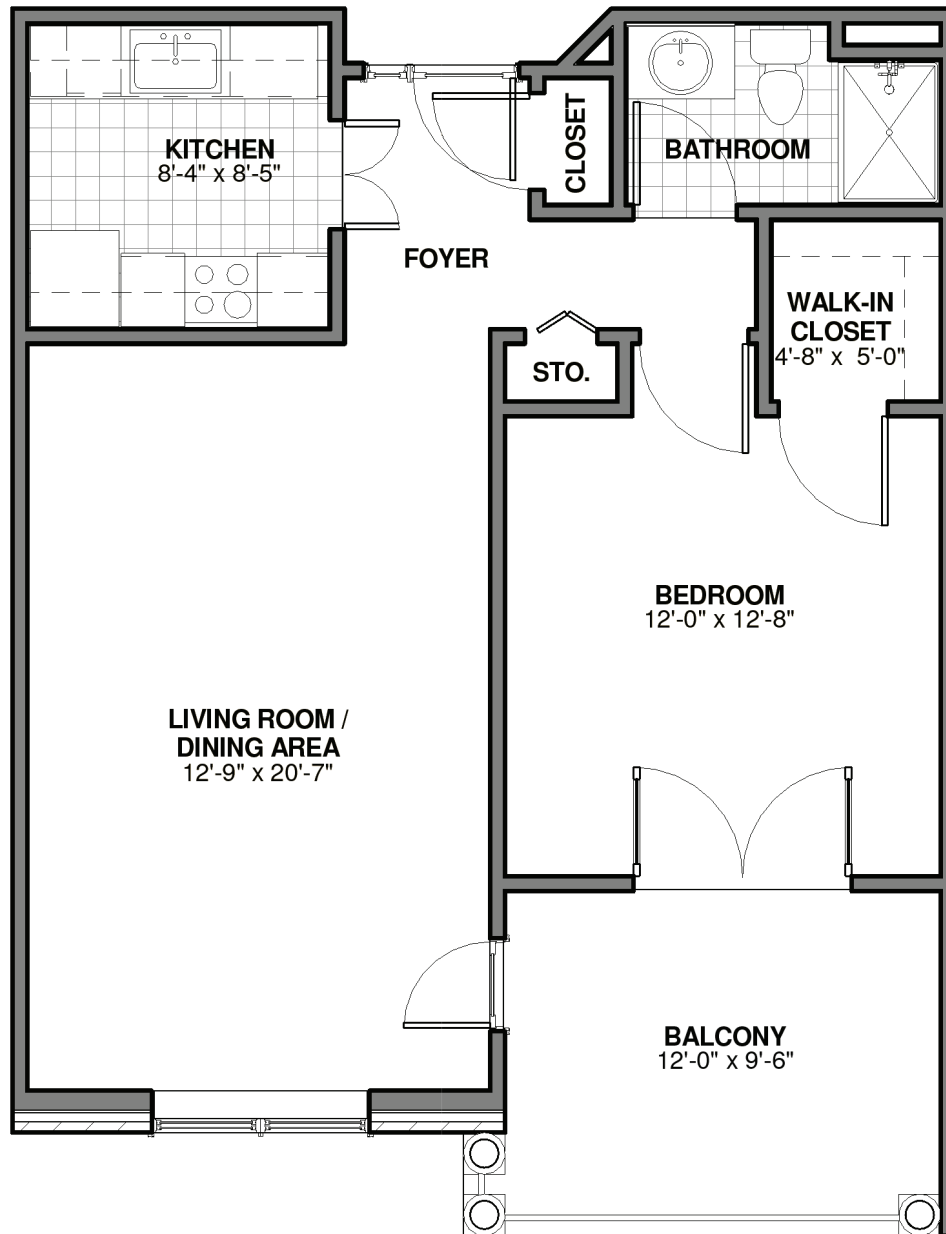 KITCHEN
8'-4" x 8'-5"
CLOSET
BATHROOM
FOYER
WALK-IN
CLOSET
4'-8" x 5'-0"
STO.
BEDROOM
12'-0" x 12'-8"
LIVING ROOM /
DINING AREA
12'-9" x 20'-7"
BALCONY
12'-0" x 9'-6"